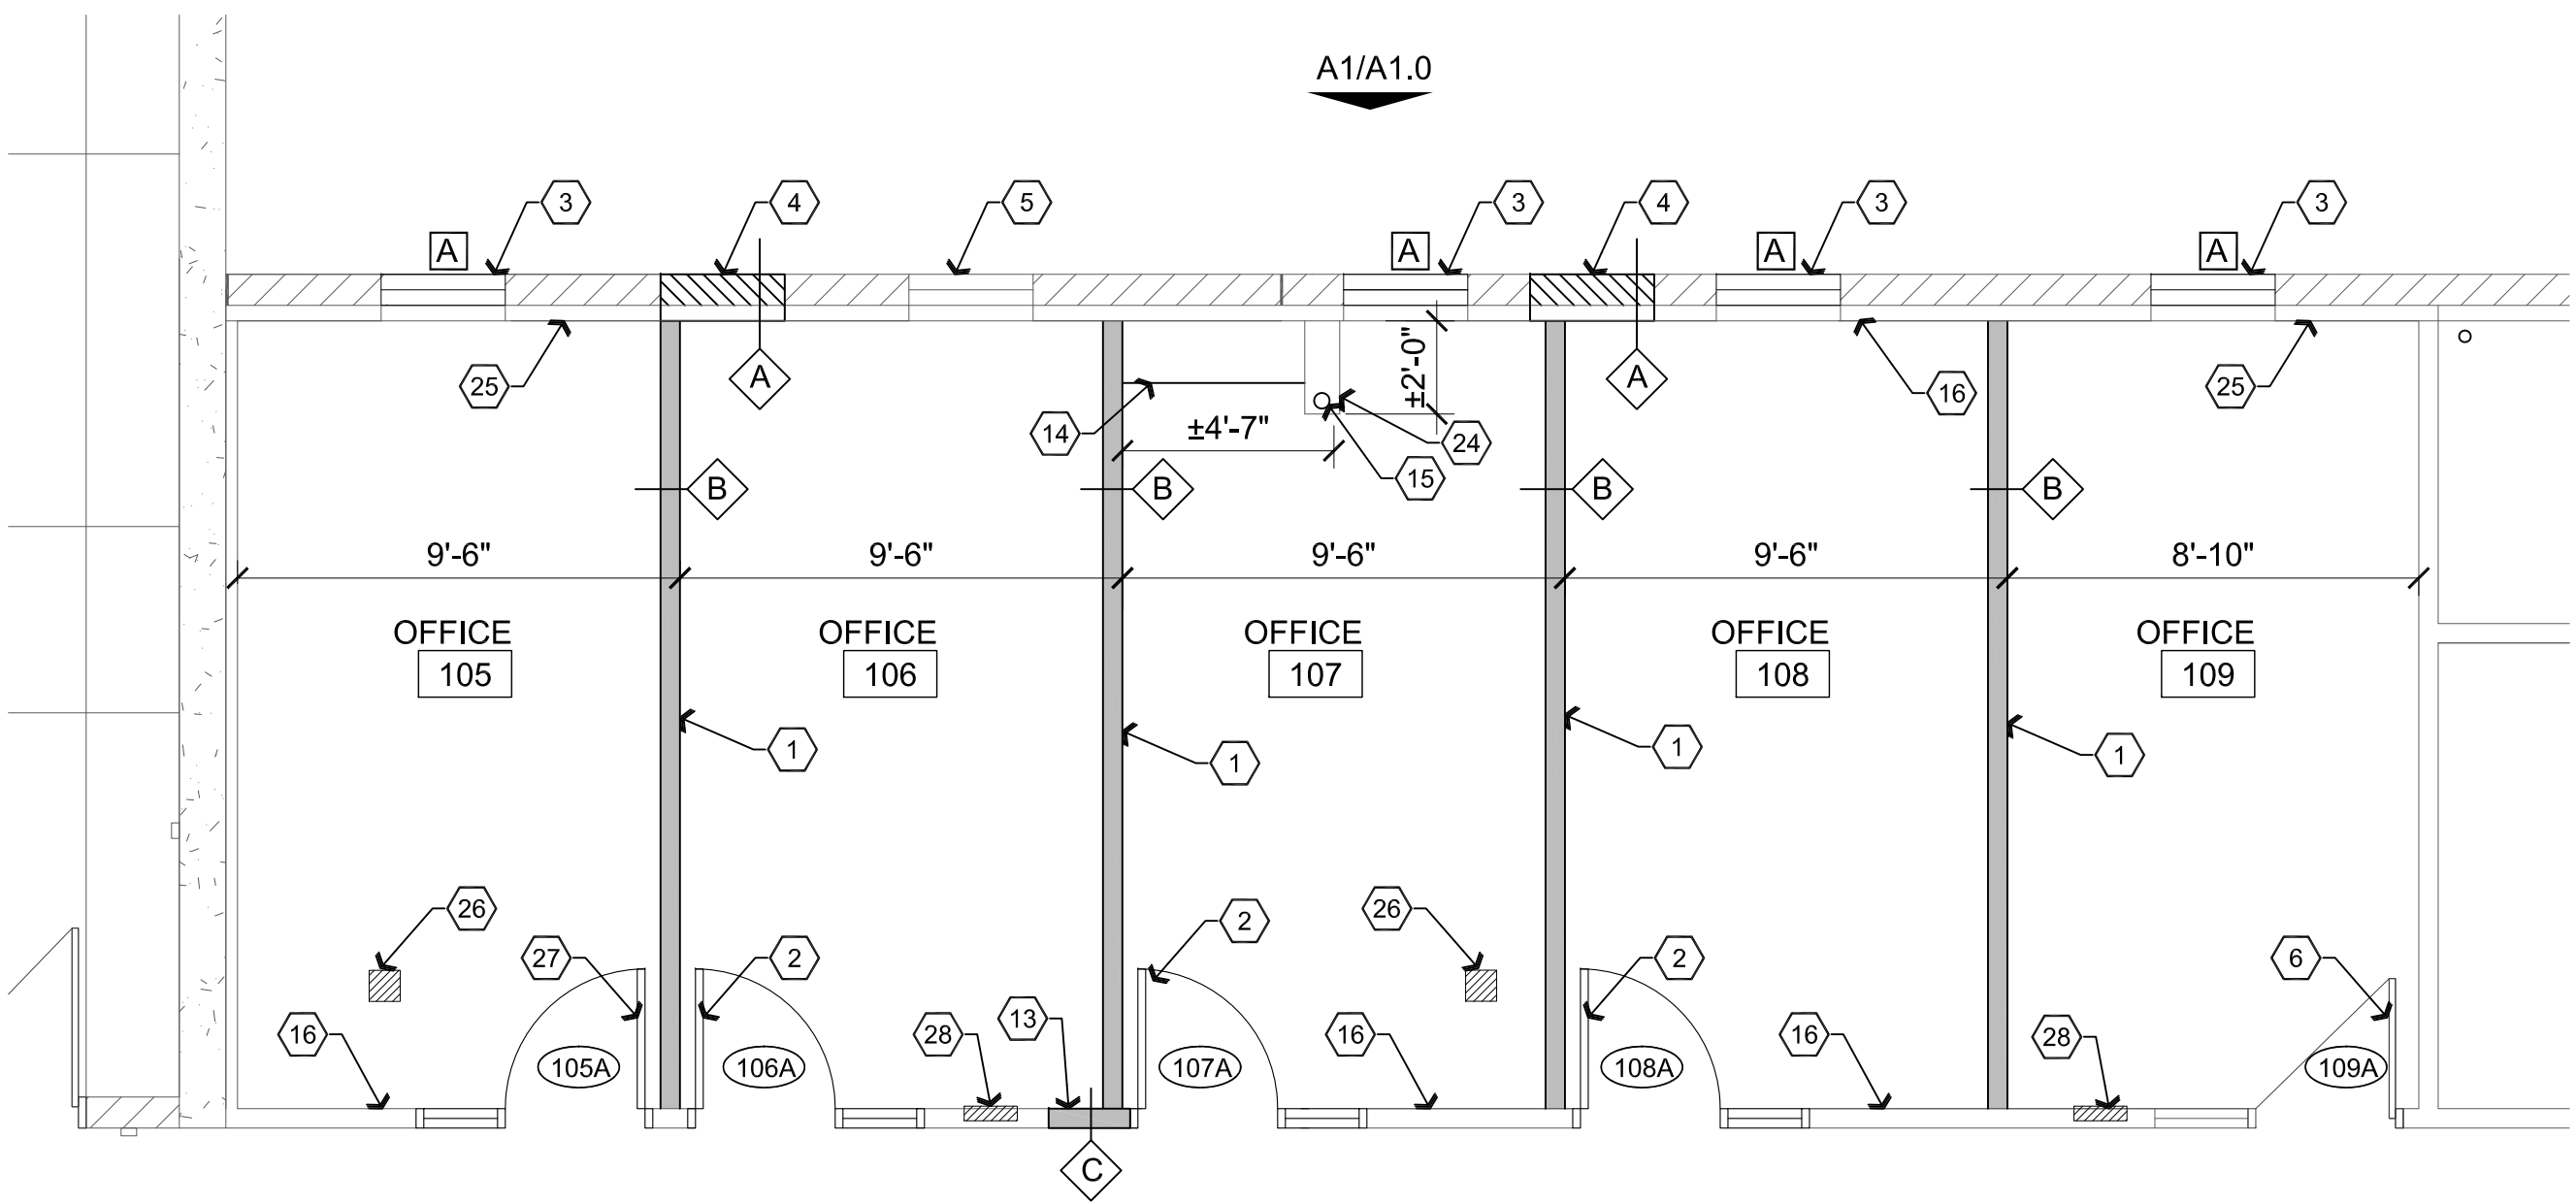 A1/A1.0
3 4 5 3 4 3 3
A A A A
25 A 14 ±4'-7" 15 24 ±2'-0" A 16 25
B B B B
9'-6" 9'-6" 9'-6" 9'-6" 8'-10"
OFFICE OFFICE OFFICE OFFICE OFFICE
105 106 107 108 109
1 1 1 1
26 27 2 2 26 2 6
16 28 13 16 16 28
105A 106A 107A 108A 109A
C